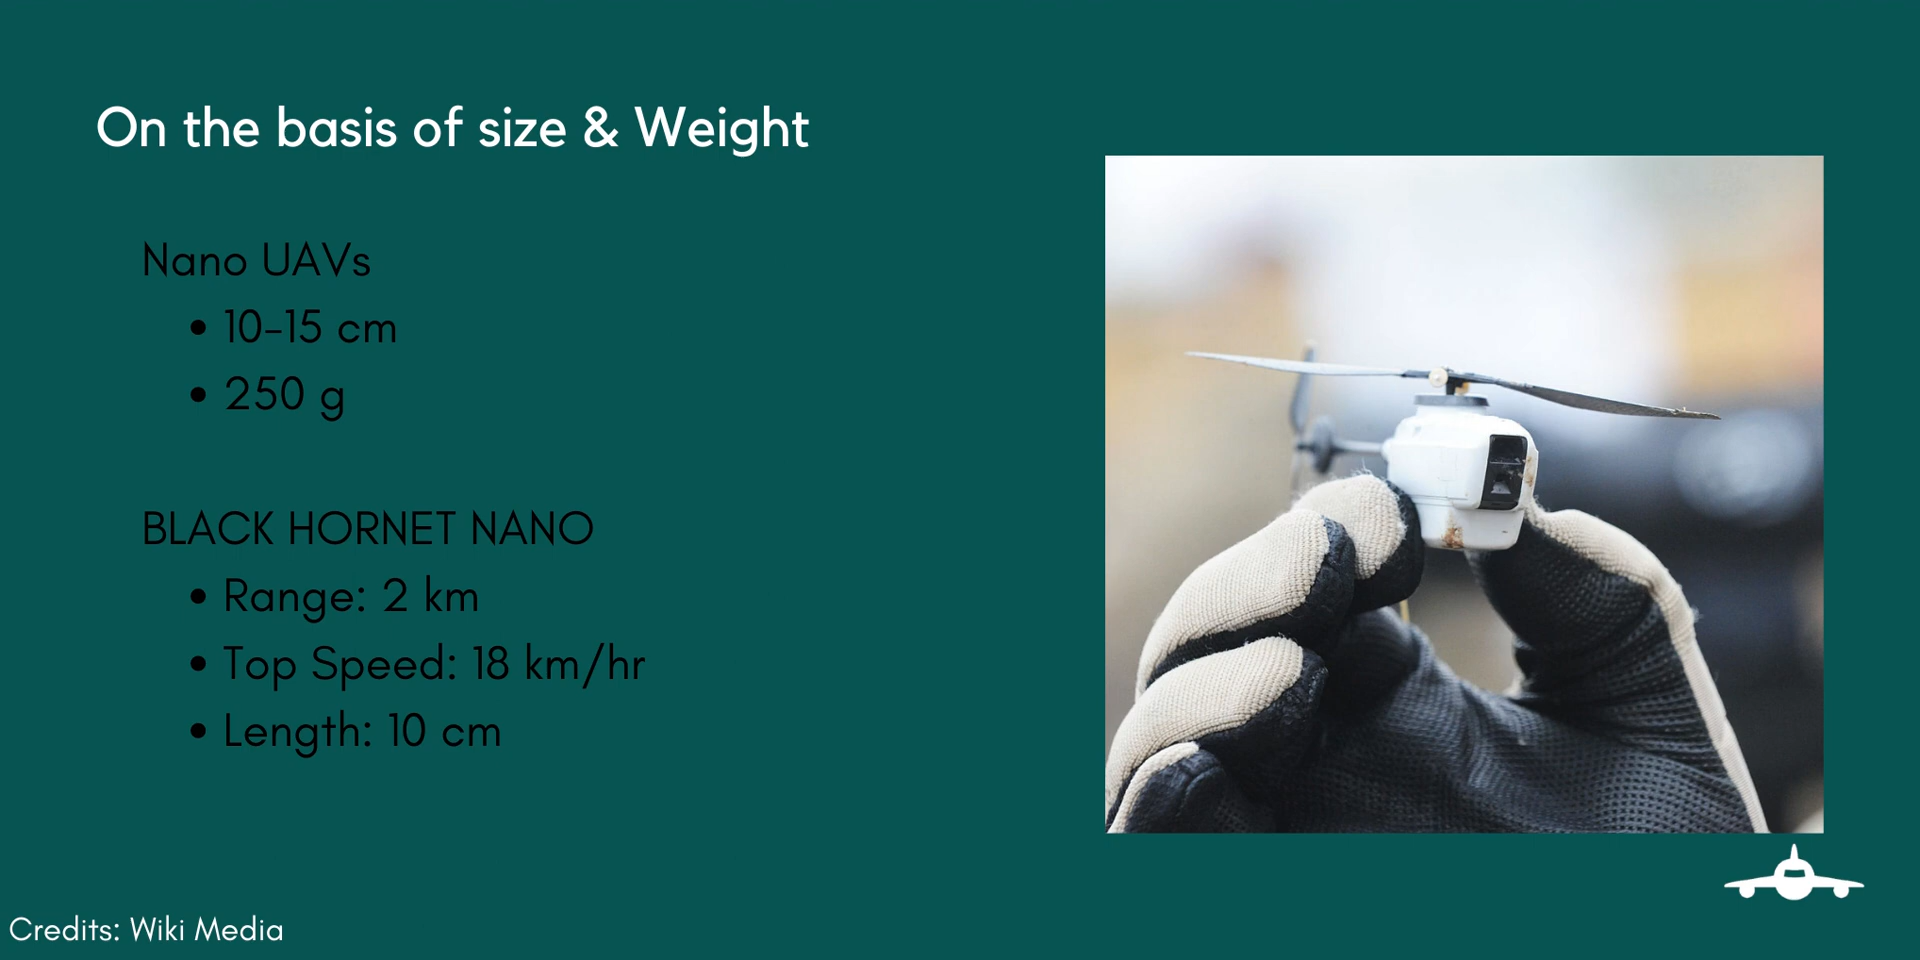 On the basis of size & Weight
Nano UAVs
• 10-15 cm
• 250 g
BLACK HORNET NANO
• Range: 2 km
• Top Speed: 18 km/hr
• Length: 10 cm
Credits: Wiki Media